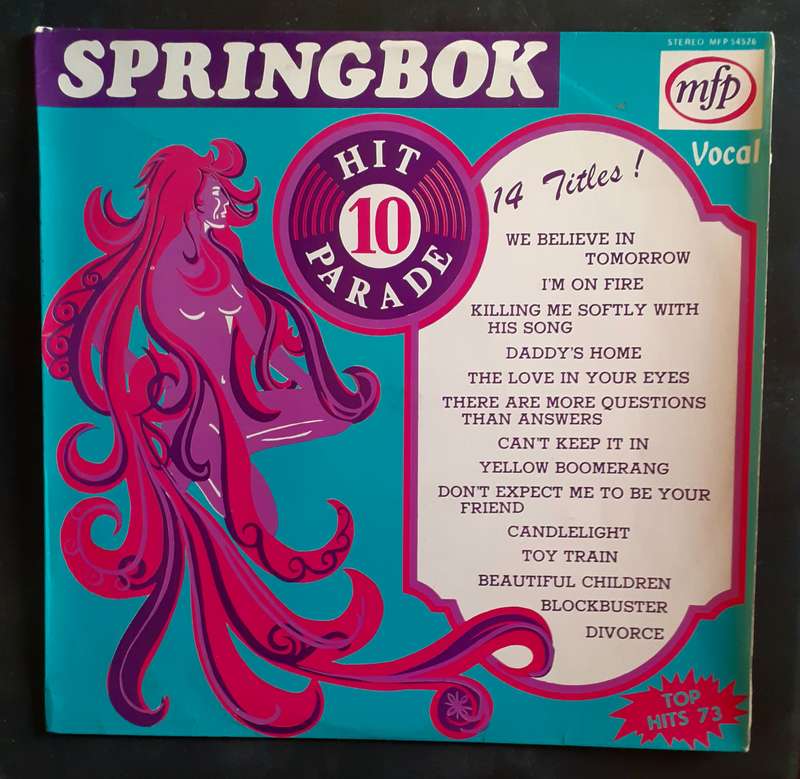 SPRINGBOK
STEREO MFP 54526
mfp
Vocal
HIT
10
PARADE
14 Titles!
WE BELIEVE IN
TOMORROW
I'M ON FIRE
KILLING ME SOFTLY WITH
HIS SONG
DADDY'S HOME
THE LOVE IN YOUR EYES
THERE ARE MORE QUESTIONS
THAN ANSWERS
CAN'T KEEP IT IN
YELLOW BOOMERANG
DON'T EXPECT ME TO BE YOUR
FRIEND
CANDLELIGHT
TOY TRAIN
BEAUTIFUL CHILDREN
BLOCKBUSTER
DIVORCE
TOP
HITS 73